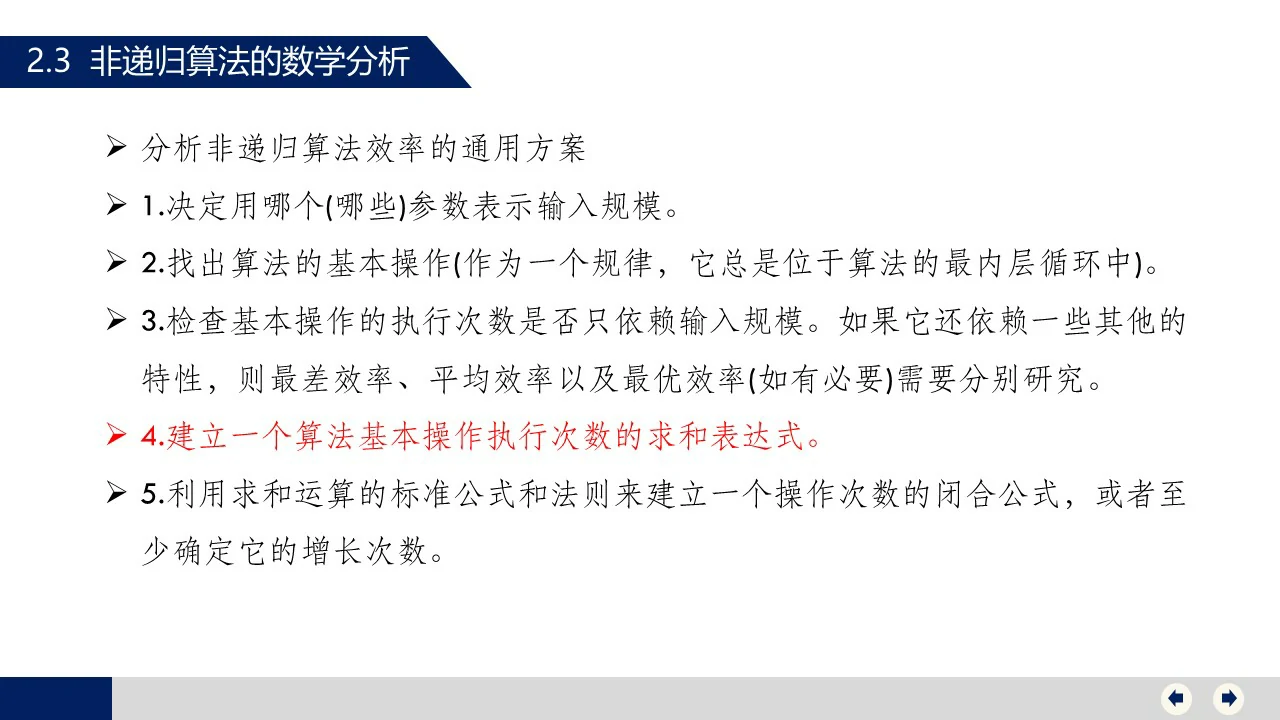 2.3 非递归算法的数学分析
分析非递归算法效率的通用方案
1.决定用哪个(哪些)参数表示输入规模。
2.找出算法的基本操作(作为一个规律，它总是位于算法的最内层循环中)。
3.检查基本操作的执行次数是否只依赖输入规模。如果它还依赖一些其他的
特性，则最差效率、平均效率以及最优效率(如有必要)需要分别研究。
4.建立一个算法基本操作执行次数的求和表达式。
5.利用求和运算的标准公式和法则来建立一个操作次数的闭合公式，或者至
少确定它的增长次数。